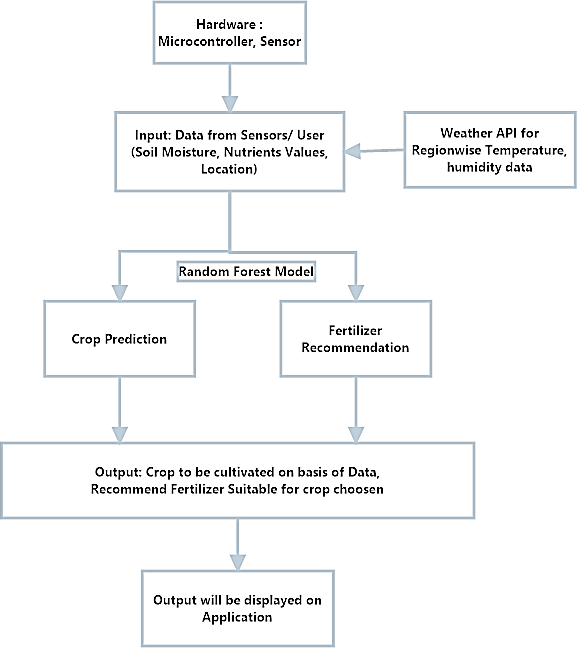 Hardware :
Microcontroller, Sensor
Input: Data from Sensors/ User
(Soil Moisture, Nutrients Values,
Location)
Weather API for
Regionwise Temperature,
humidity data
Random Forest Model
Crop Prediction
Fertilizer
Recommendation
Output: Crop to be cultivated on basis of Data,
Recommend Fertilizer Suitable for crop choosen
Output will be displayed on
Application